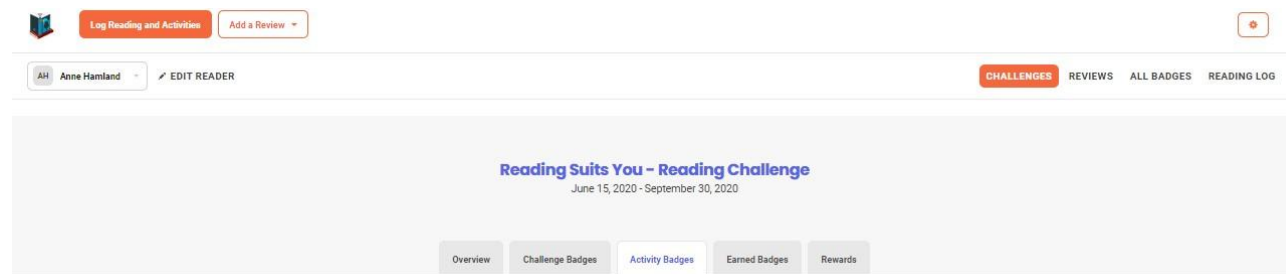 Log Reading and Activities Add a Review
AH Anne Hamland EDIT READER CHALLENGES REVIEWS ALL BADGES READING LOG
Reading Suits You - Reading Challenge
June 15, 2020 - September 30, 2020
Overview Challenge Badges Activity Badges Earned Badges Rewards